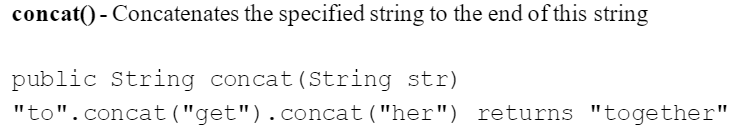 concat() - Concatenates the specified string to the end of this string
public String concat(String str)
"to".concat("get").concat("her") returns "together"